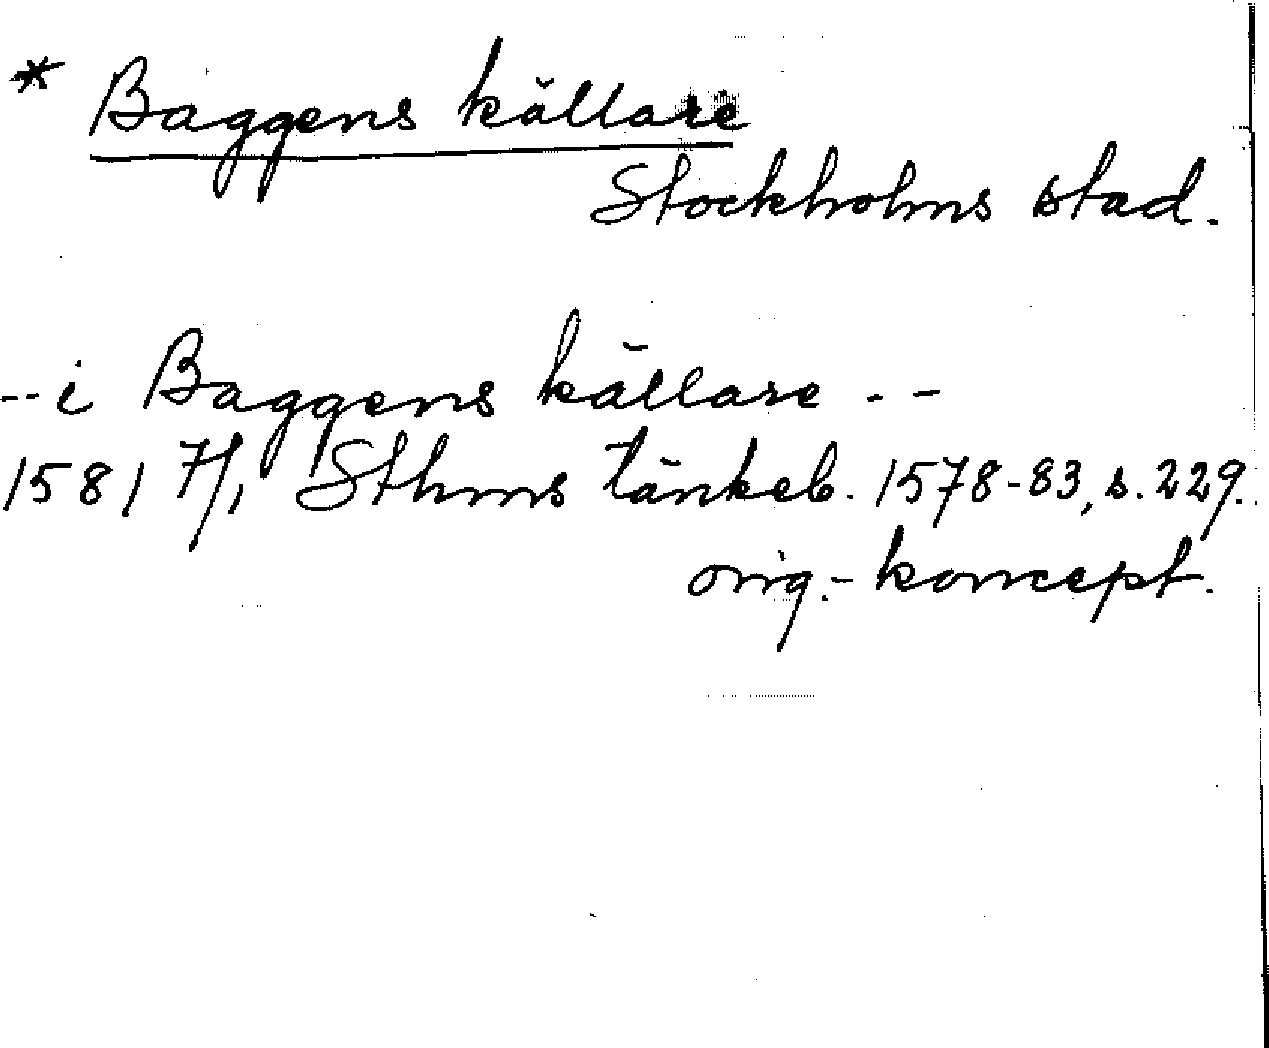 * Baggens källare
Stockholms stad.
-- i Baggens källare --
1581 7/1 Sthms tänkeb. 1578-83, s. 229.
orig.-koncept.